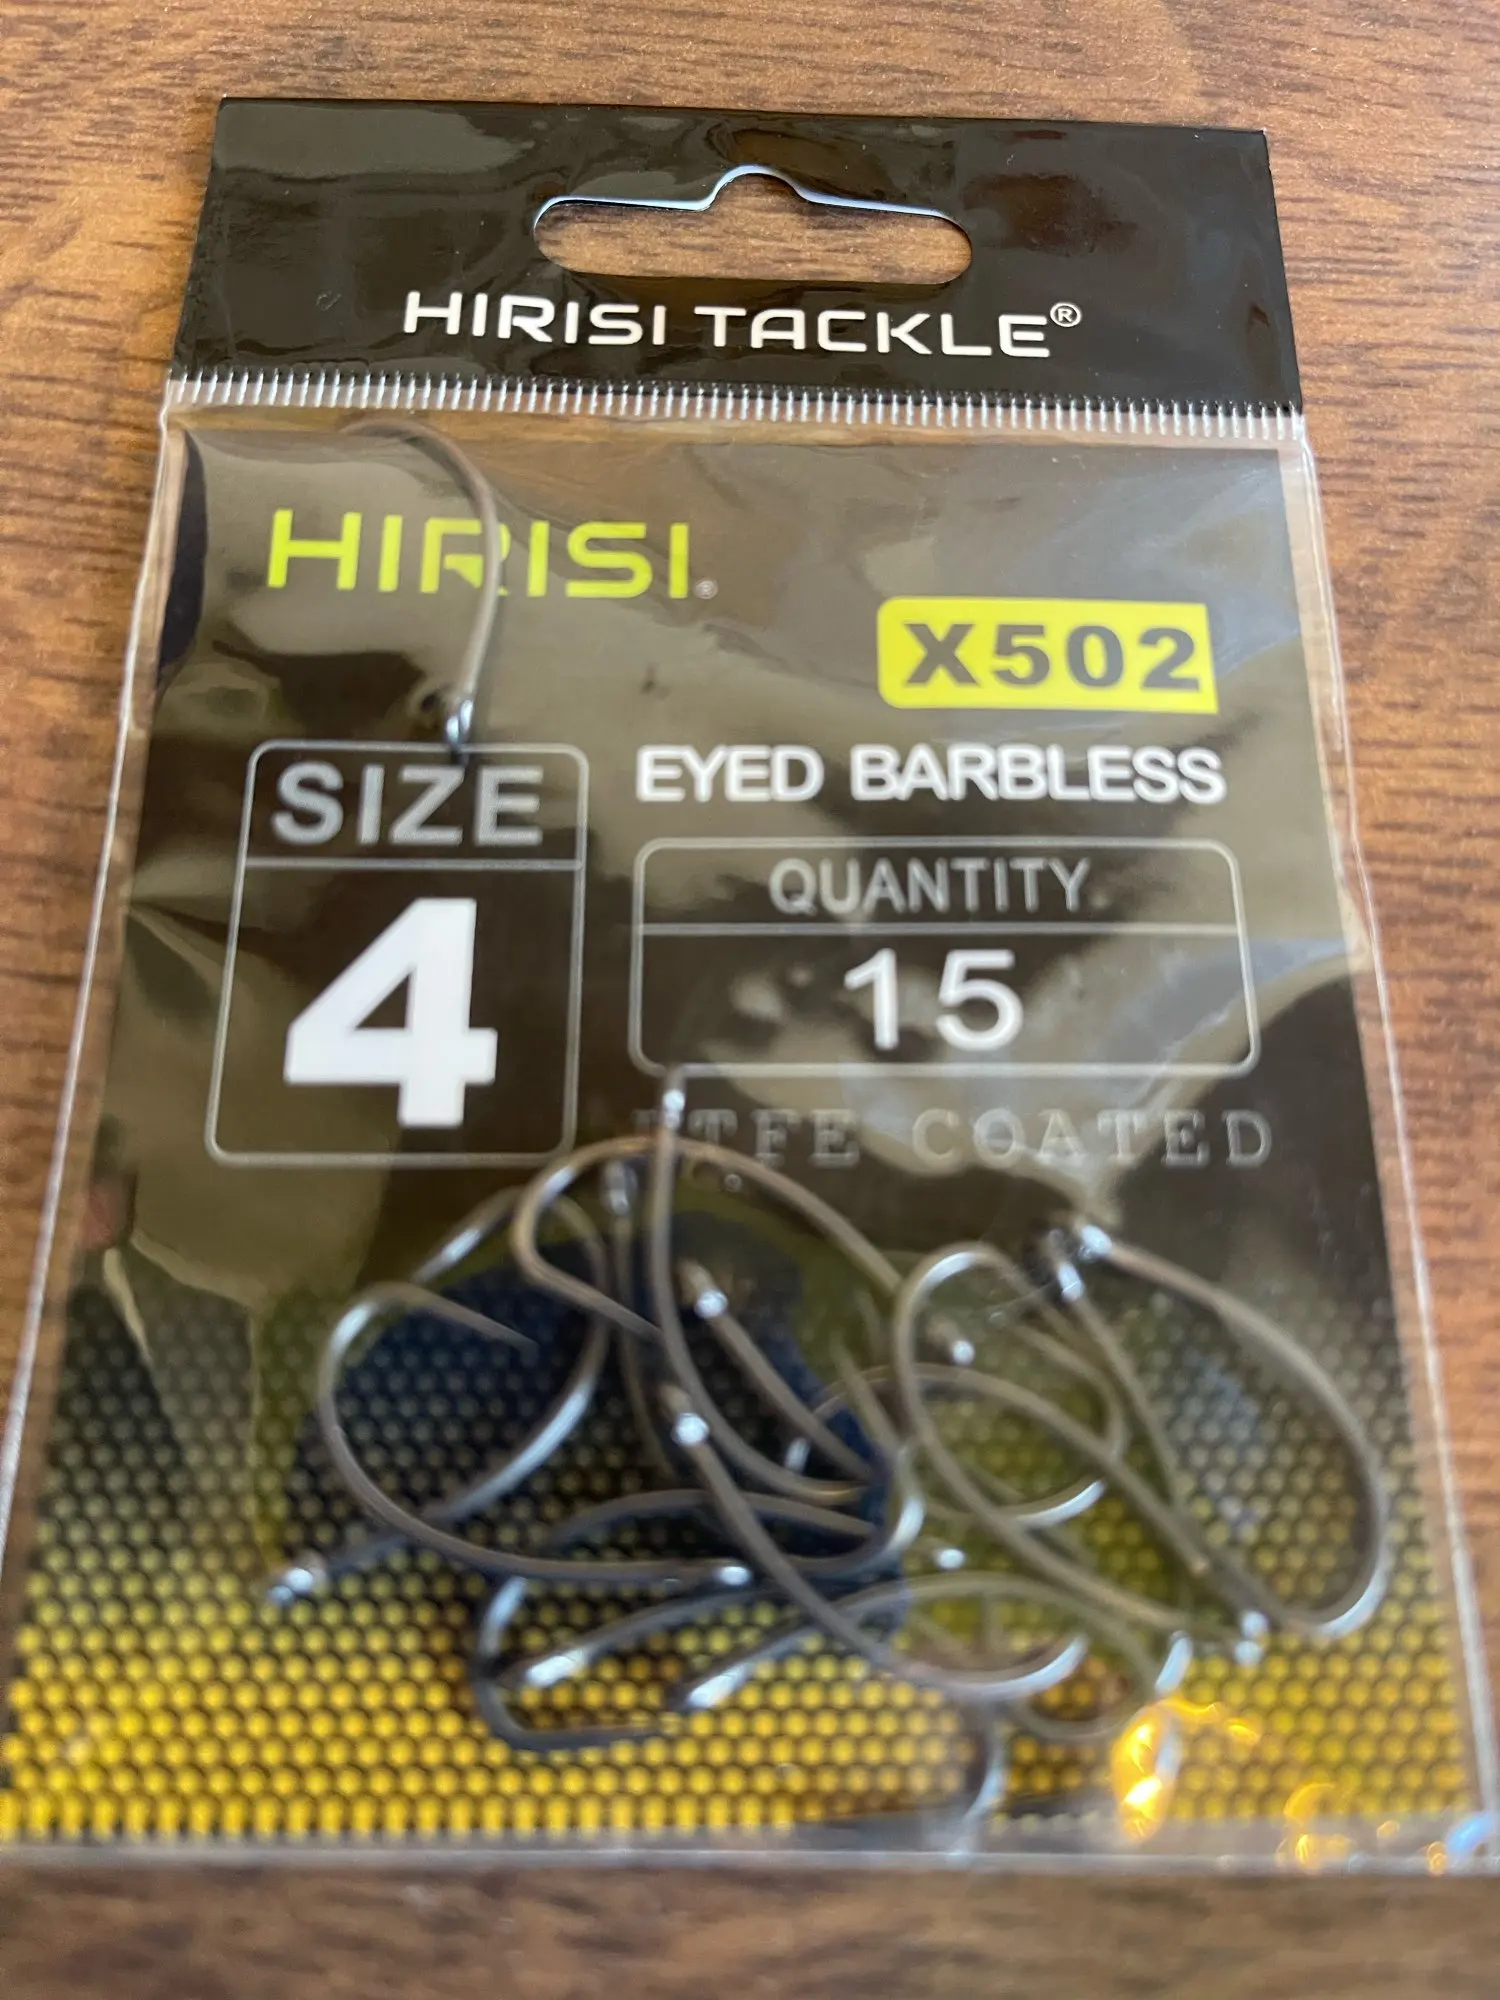 HIRISI TACKLE®
HIRISI®
X502
EYED BARBLESS
SIZE
4
QUANTITY
15
PTFE COATED